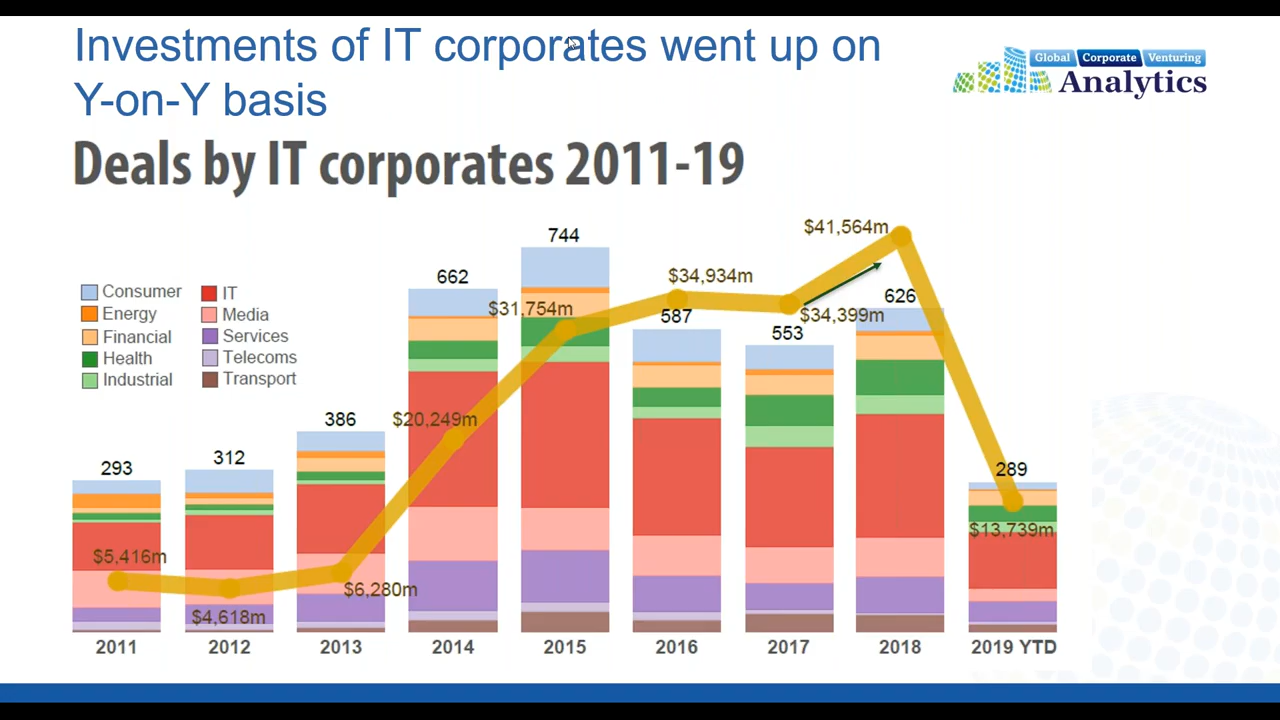 Investments of IT corporates went up on
Y-on-Y basis
Global Corporate Venturing
Analytics
Deals by IT corporates 2011-19
Consumer
Energy
Financial
Health
Industrial
IT
Media
Services
Telecoms
Transport
293
312
386
662
744
587
553
626
289
$5,416m
$4,618m
$6,280m
$20,249m
$31,754m
$34,934m
$34,399m
$41,564m
$13,739m
2011
2012
2013
2014
2015
2016
2017
2018
2019 YTD